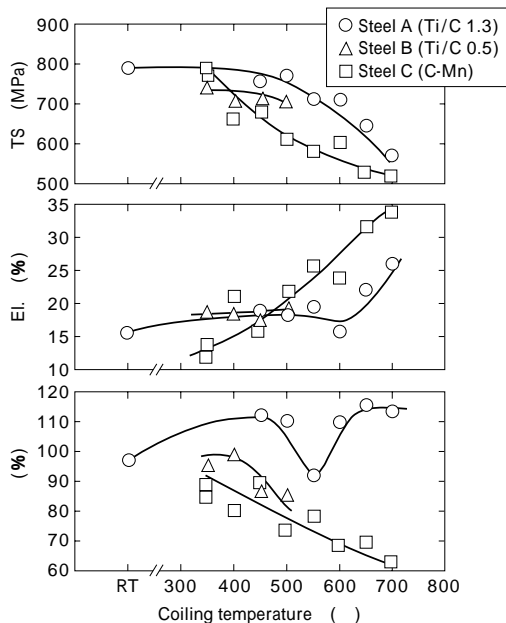 Steel A (Ti/C 1.3)
Steel B (Ti/C 0.5)
Steel C (C-Mn)
900
800
700
600
500
TS (MPa)
35
30
25
20
15
10
El. (%)
120
110
100
90
80
70
60
(%)
RT 300 400 500 600 700 800
Coiling temperature ( )